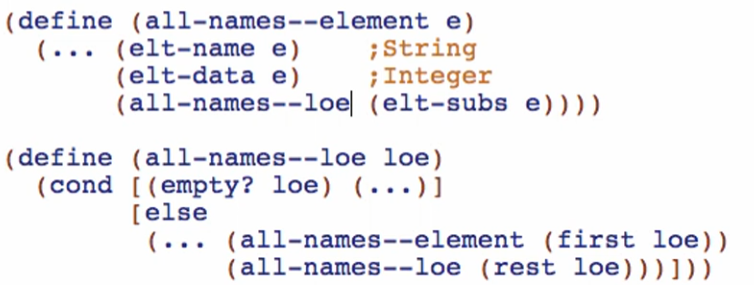 (define (all-names--element e)
  (... (elt-name e)    ;String
       (elt-data e)    ;Integer
       (all-names--loe (elt-subs e))))
(define (all-names--loe loe)
  (cond [(empty? loe) (...)]
        [else
         (... (all-names--element (first loe))
              (all-names--loe (rest loe)))]))